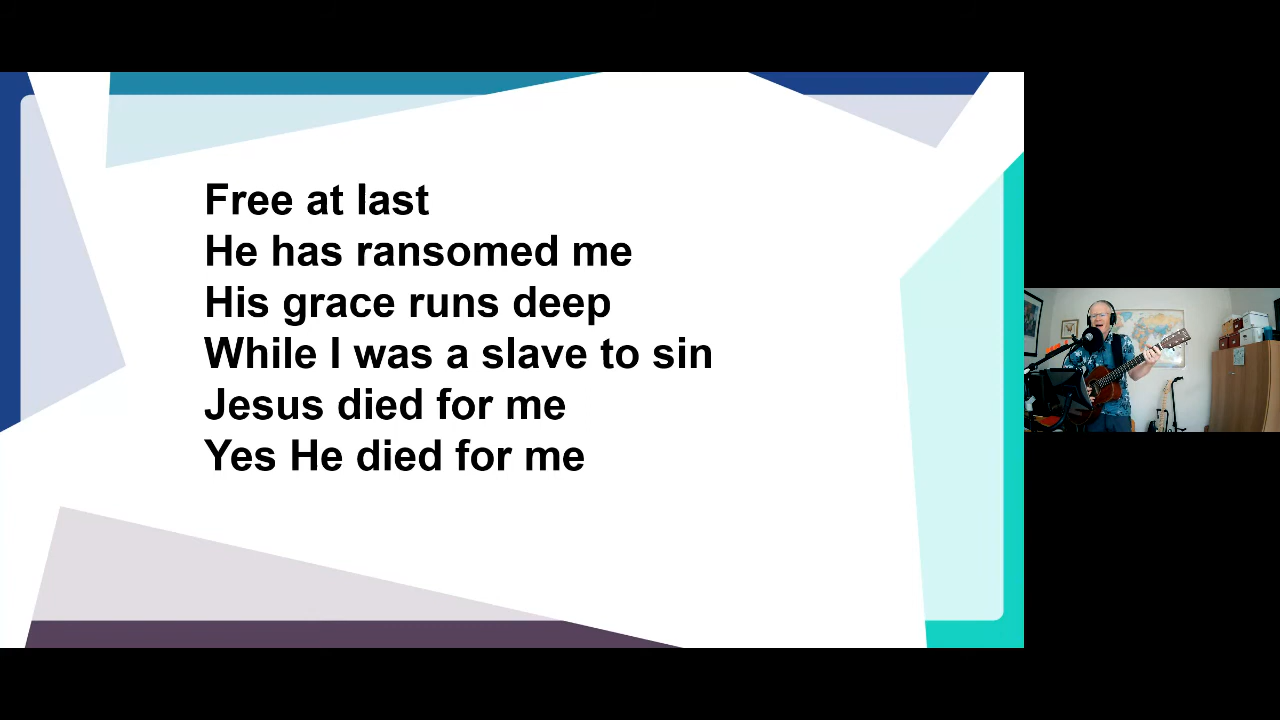 Free at last
He has ransomed me
His grace runs deep
While I was a slave to sin
Jesus died for me
Yes He died for me